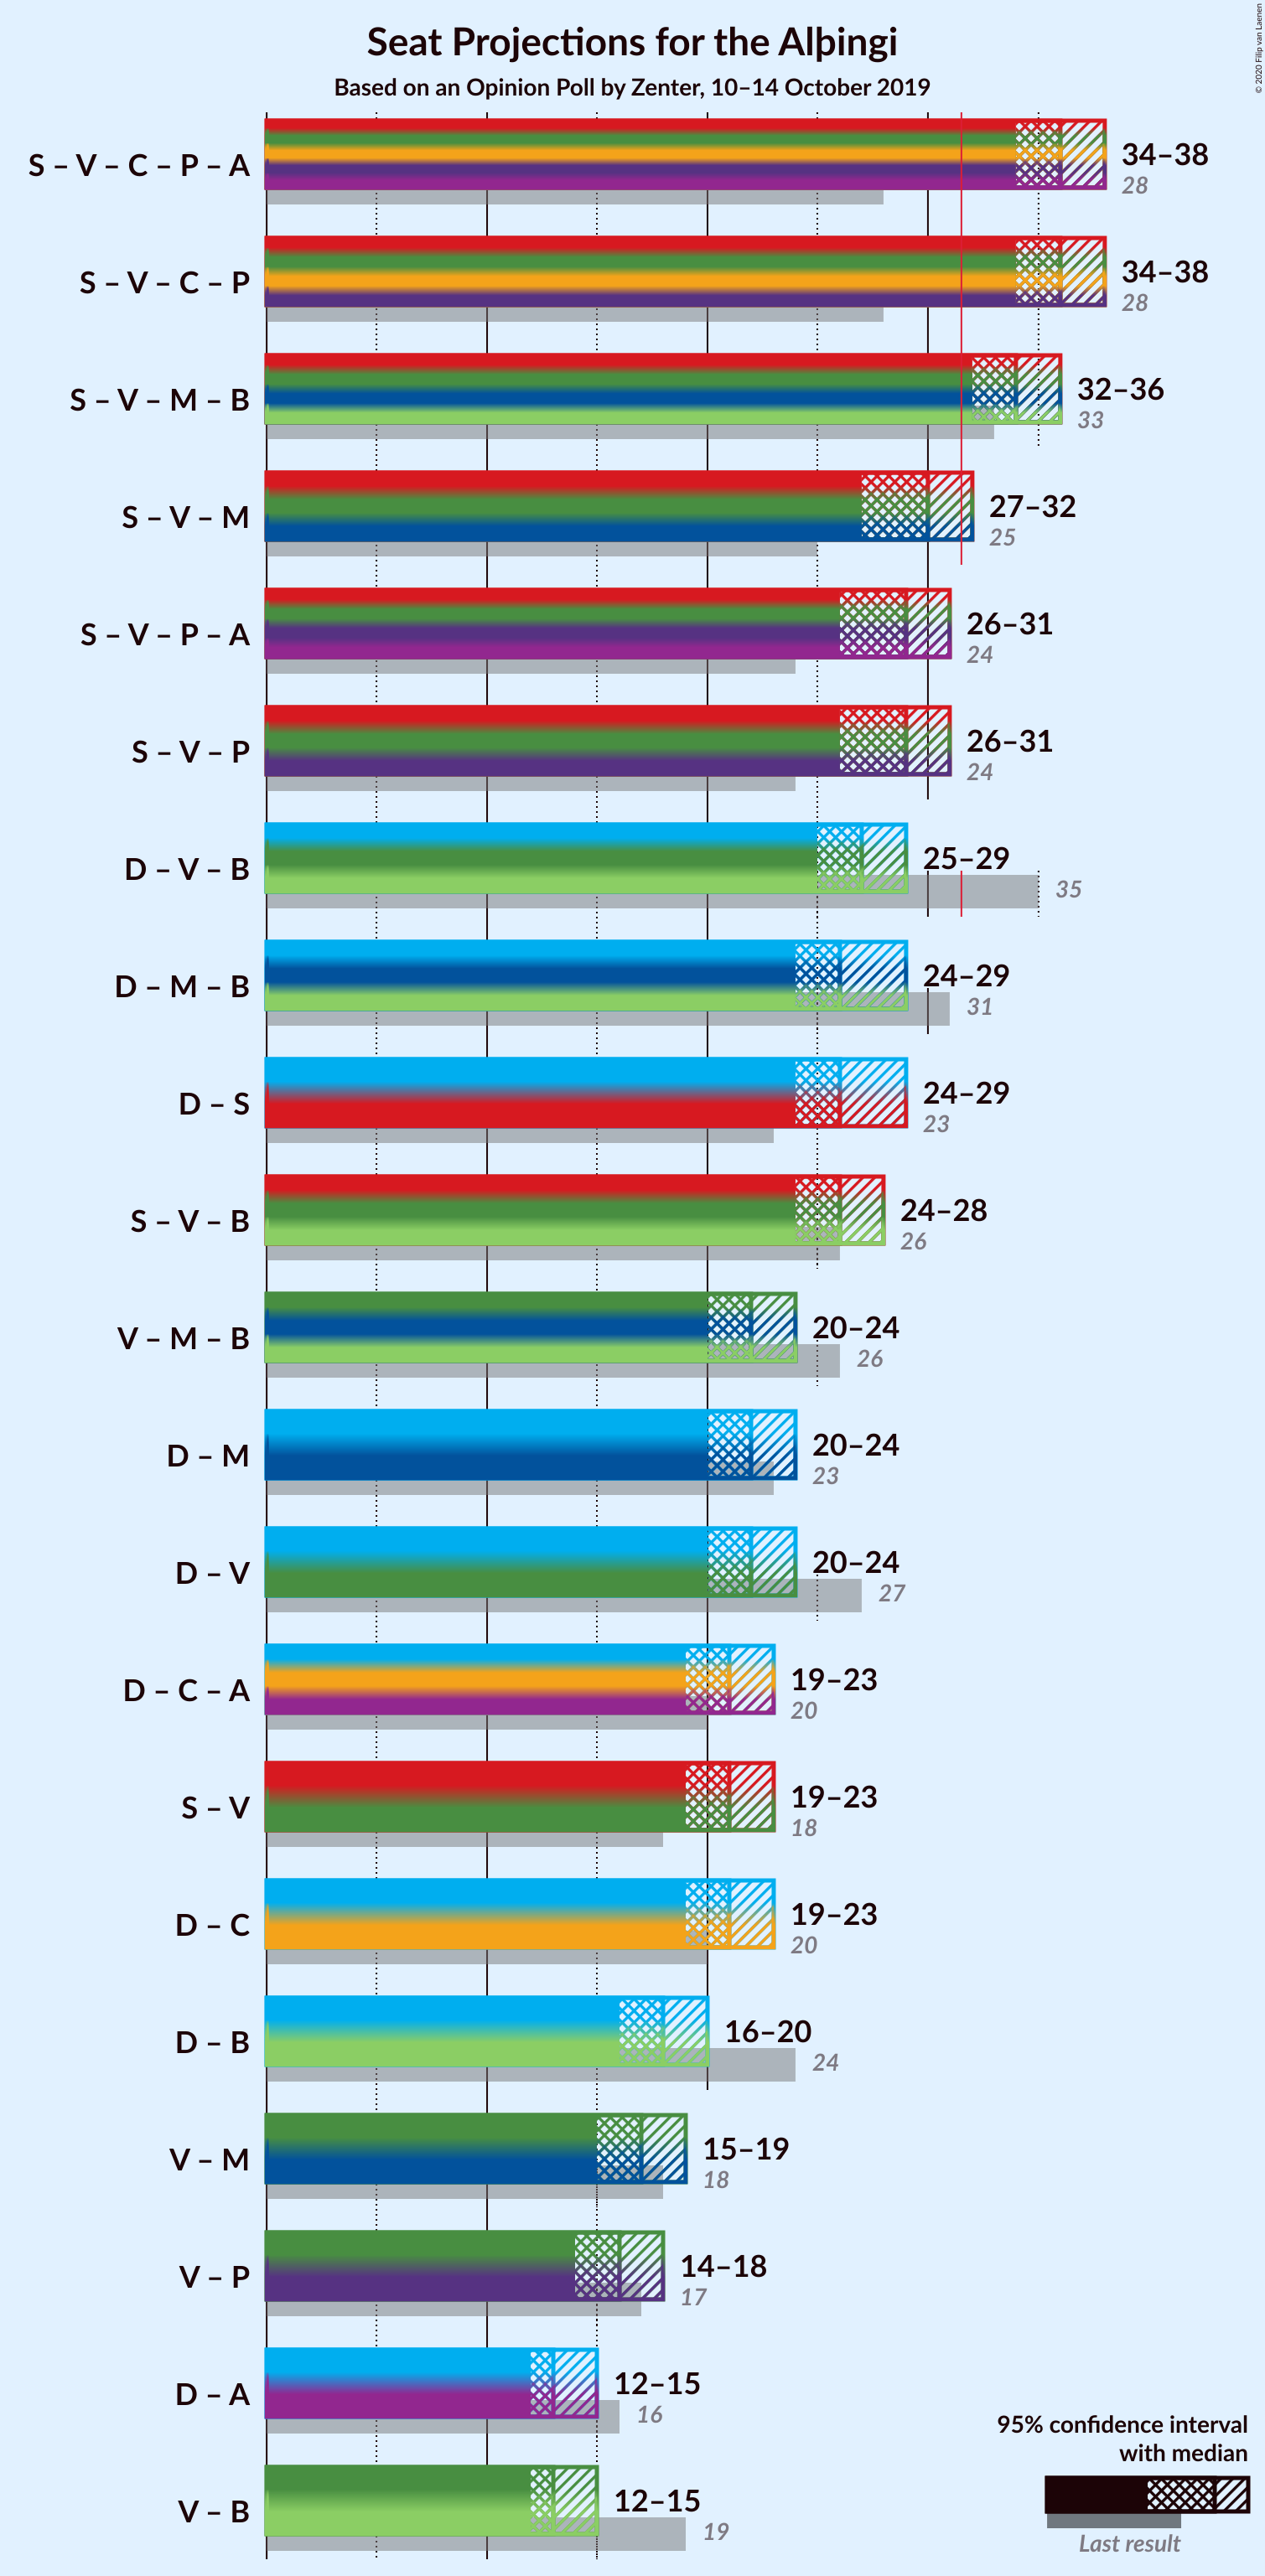 Seat Projections for the Alþingi
Based on an Opinion Poll by Zenter, 10–14 October 2019
© 2020 Filip van Laenen
S – V – C – P – A
34–38
28
S – V – C – P
34–38
28
S – V – M – B
32–36
33
S – V – M
27–32
25
S – V – P – A
26–31
24
S – V – P
26–31
24
D – V – B
25–29
35
D – M – B
24–29
31
D – S
24–29
23
S – V – B
24–28
26
V – M – B
20–24
26
D – M
20–24
23
D – V
20–24
27
D – C – A
19–23
20
S – V
19–23
18
D – C
19–23
20
D – B
16–20
24
V – M
15–19
18
V – P
14–18
17
D – A
12–15
16
V – B
12–15
19
95% confidence interval
with median
Last result